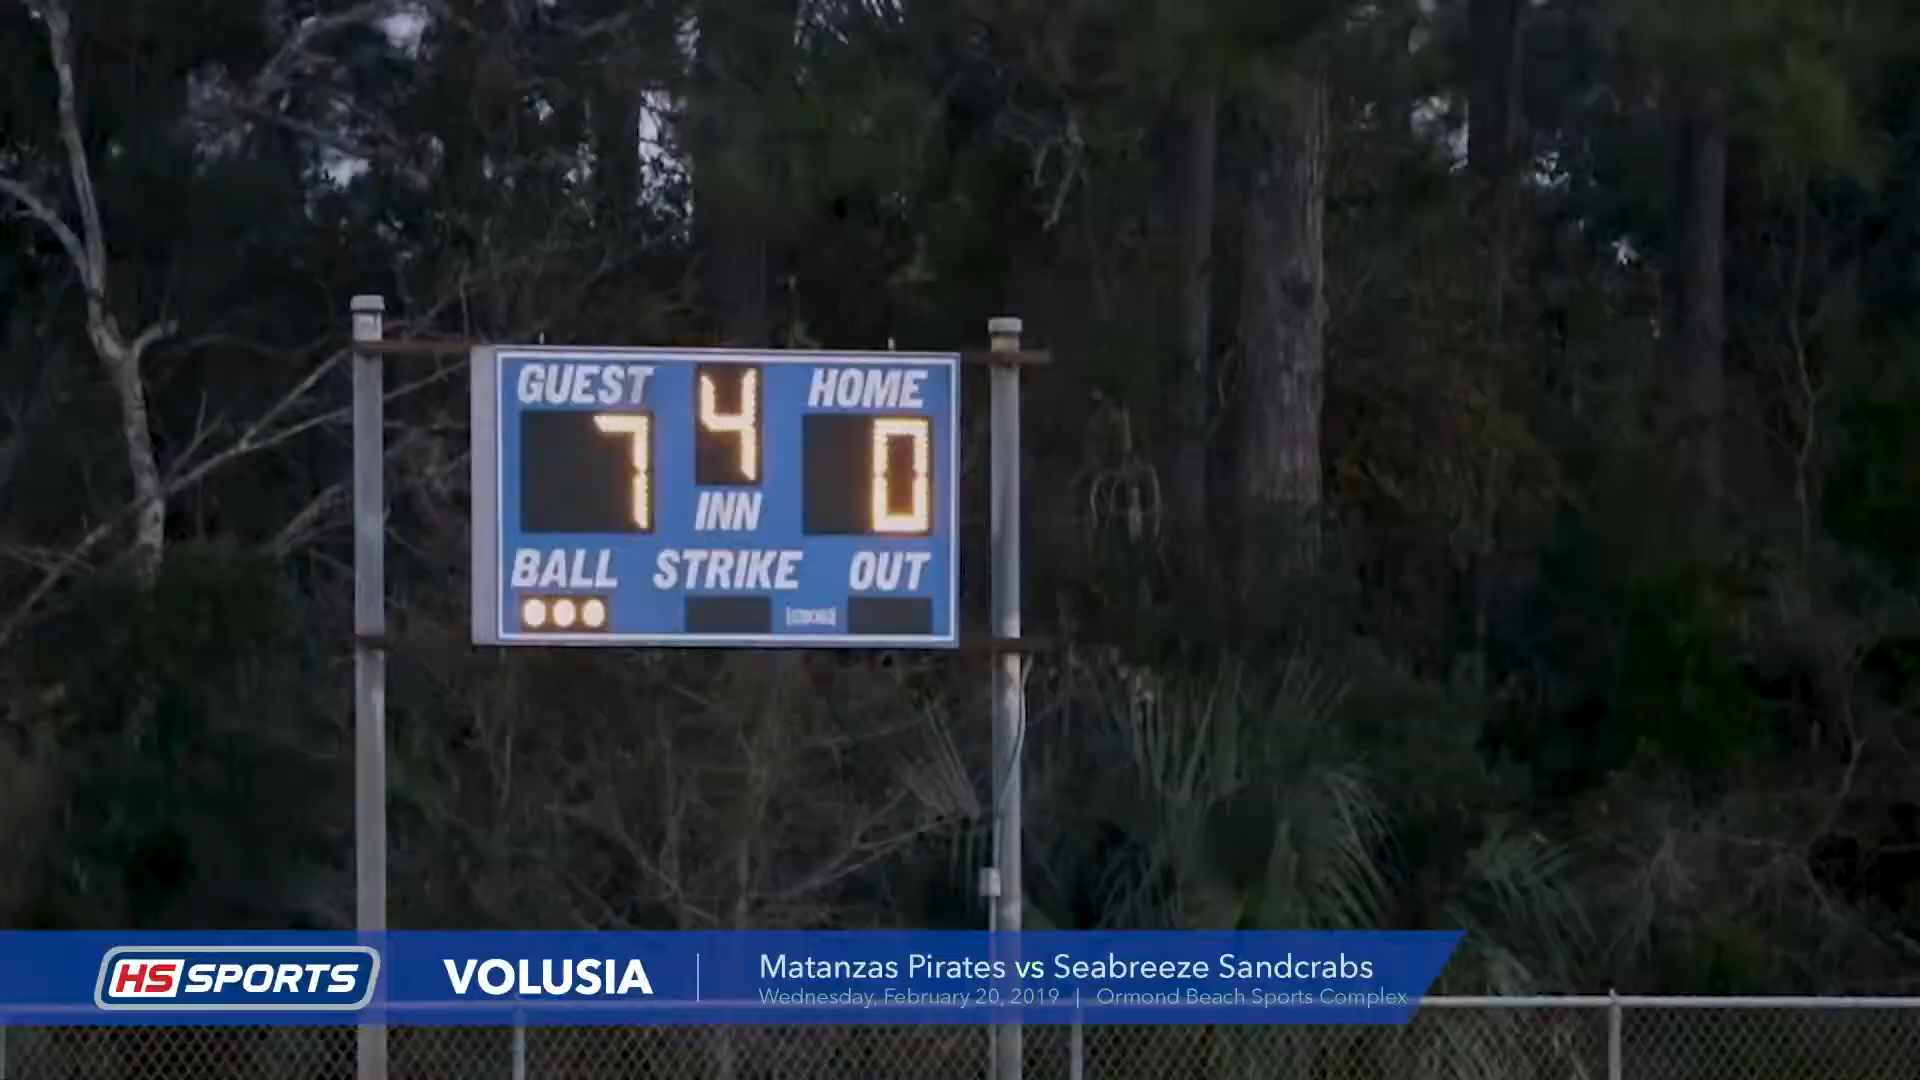 GUEST 4 HOME
7 0
INN
BALL STRIKE OUT
HS SPORTS
VOLUSIA
Matanzas Pirates vs Seabreeze Sandcrabs
Wednesday, February 20, 2019 | Ormond Beach Sports Complex